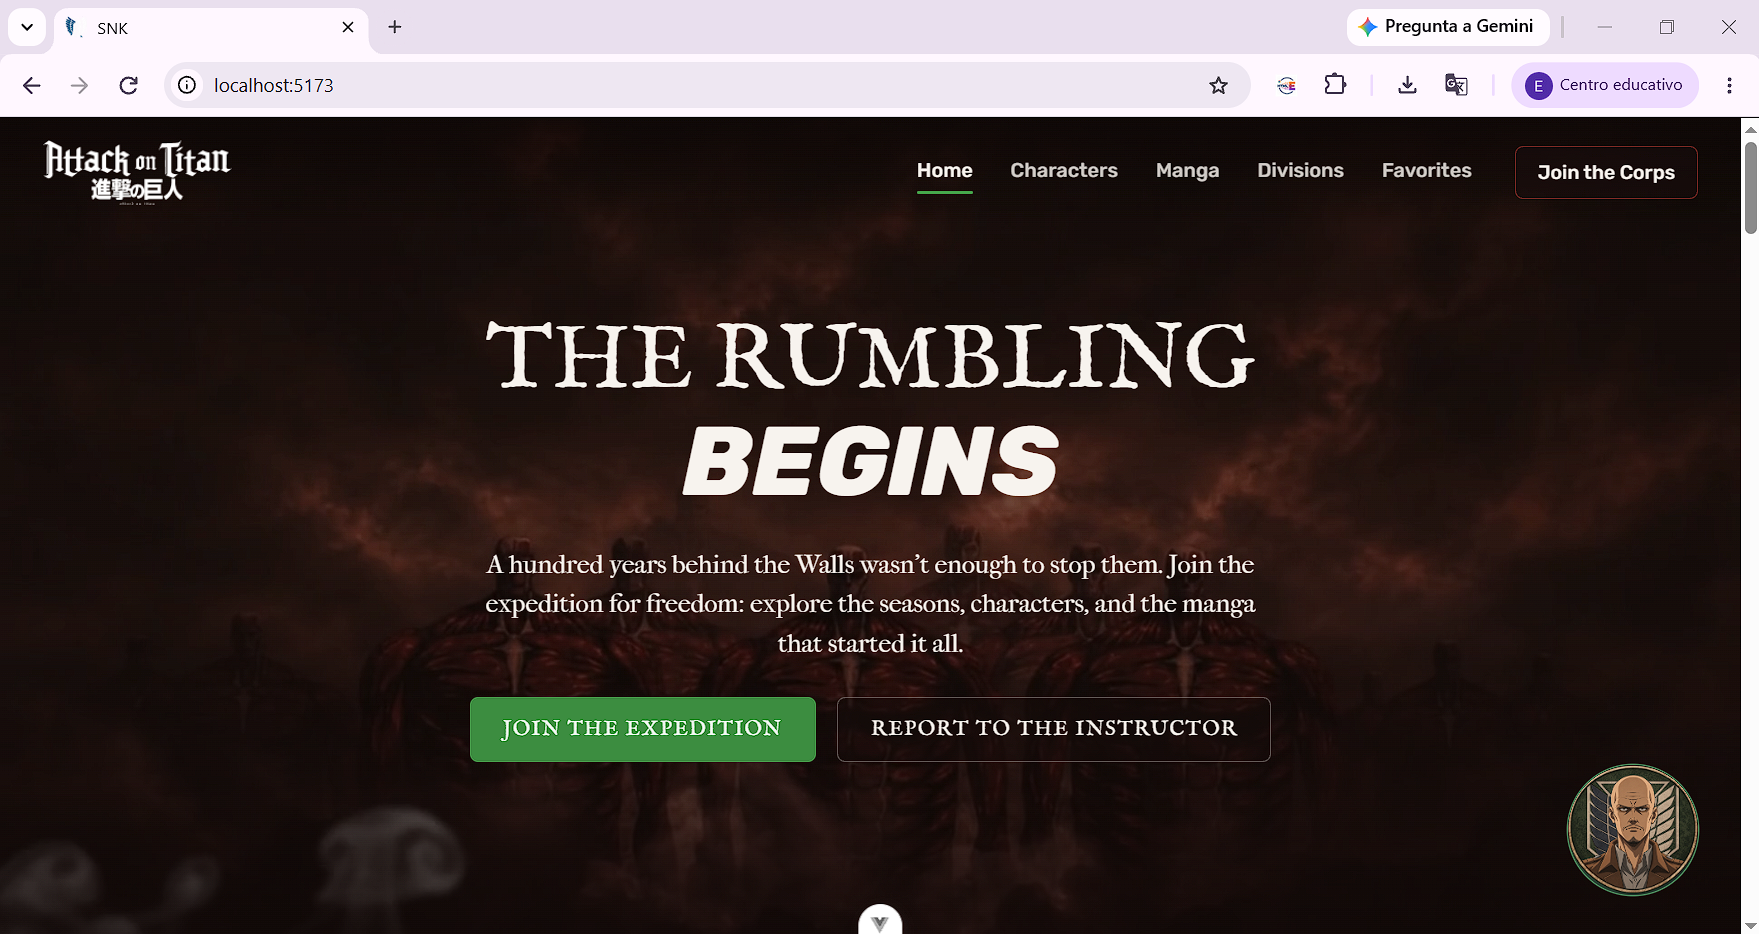 SNK
Pregunta a Gemini
localhost:5173
E
Centro educativo
Attack on Titan
進撃の巨人
Home
Characters
Manga
Divisions
Favorites
Join the Corps
THE RUMBLING
BEGINS
A hundred years behind the Walls wasn’t enough to stop them. Join the
expedition for freedom: explore the seasons, characters, and the manga
that started it all.
JOIN THE EXPEDITION
REPORT TO THE INSTRUCTOR